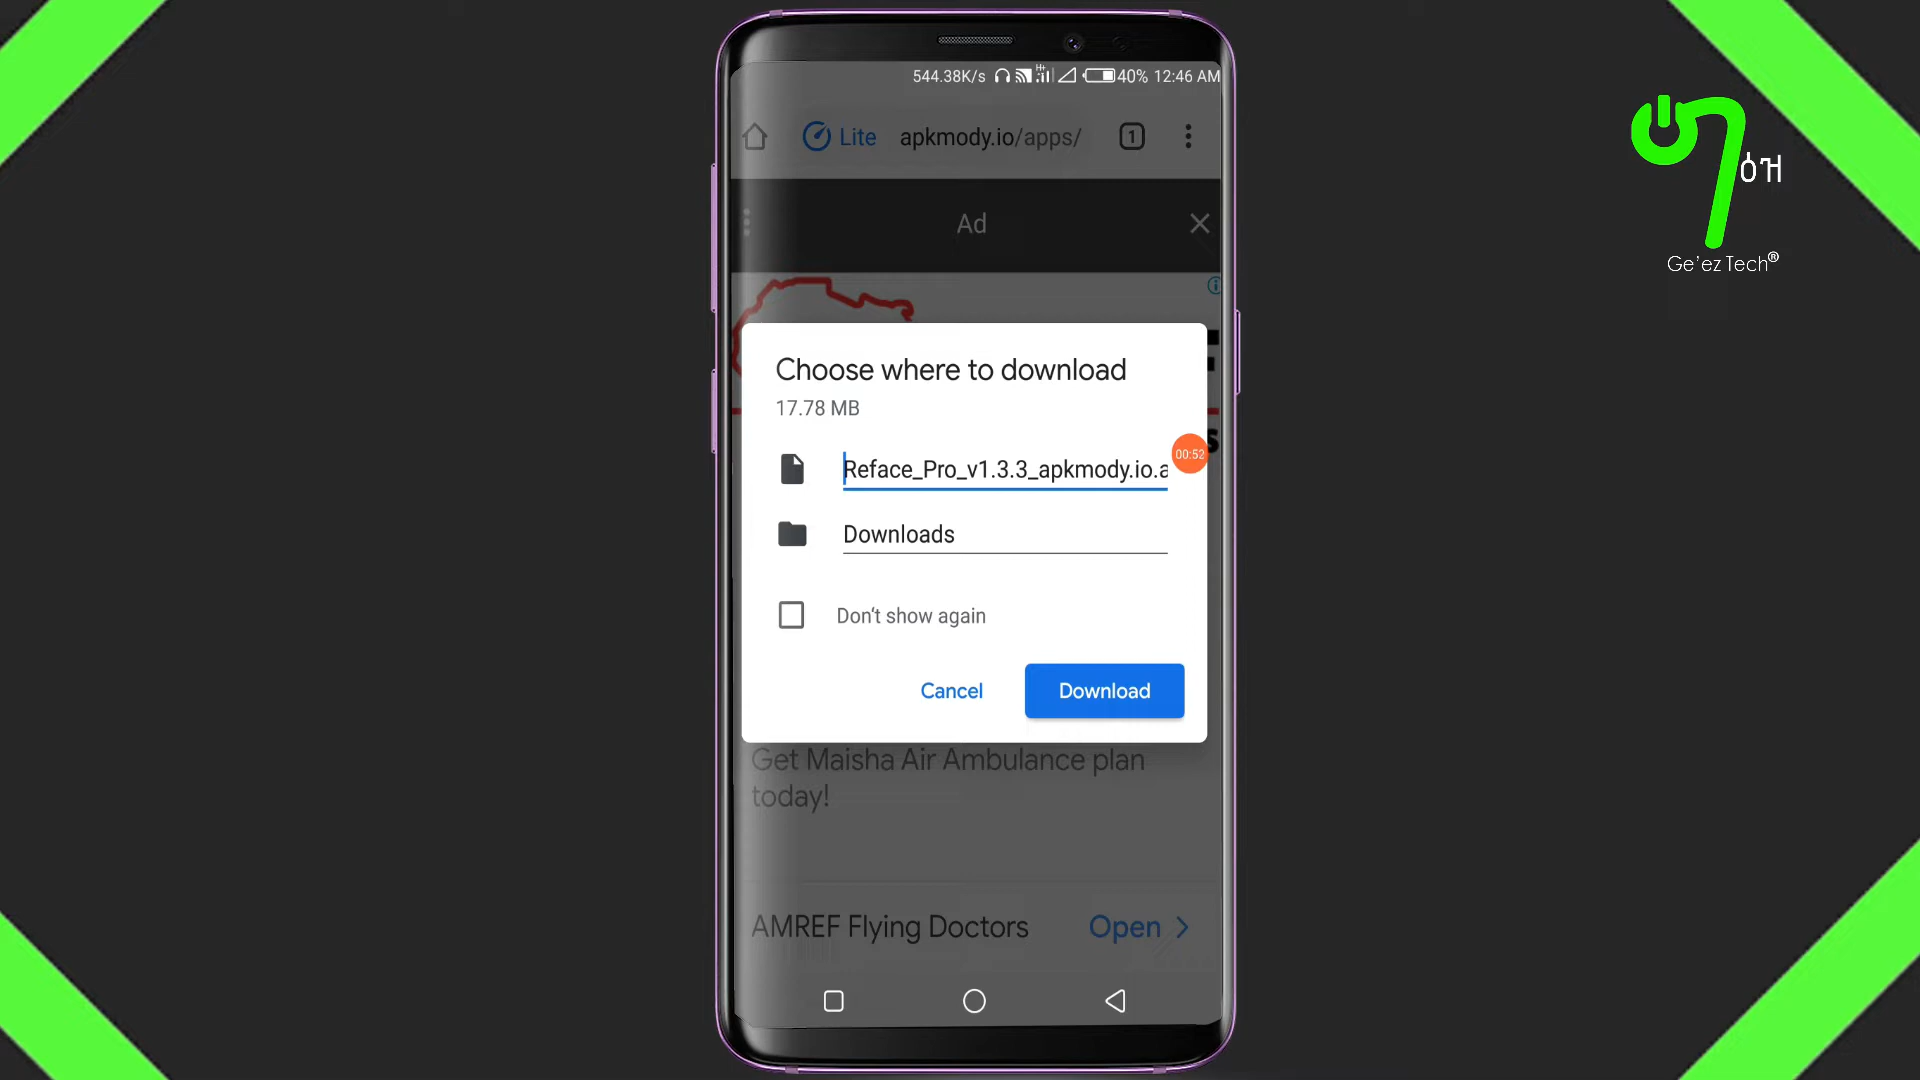 544.38K/s H+ 40% 12:46 AM
Lite apkmody.io/apps/ 1
Ad
Choose where to download
17.78 MB
00:52
Reface_Pro_v1.3.3_apkmody.io.a
Downloads
Don't show again
Cancel Download
Get Maisha Air Ambulance plan
today!
AMREF Flying Doctors Open
Ge'ez Tech®